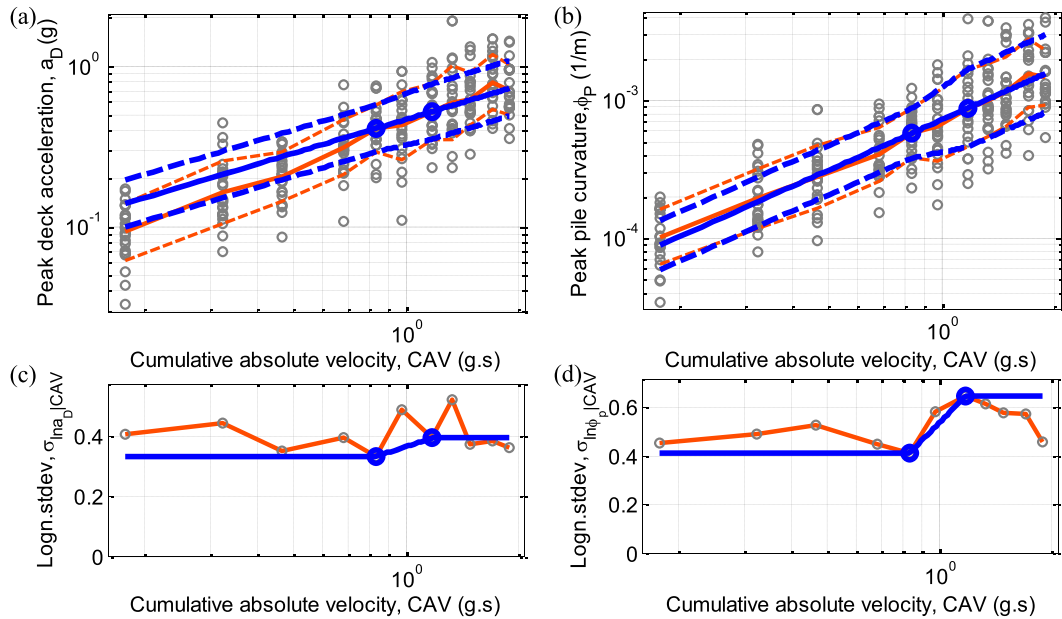 (a)
Peak deck acceleration, a_D (g)
10^0
10^-1
10^0
Cumulative absolute velocity, CAV (g.s)
(b)
Peak pile curvature,ϕ_P (1/m)
10^-3
10^-4
10^0
Cumulative absolute velocity, CAV (g.s)
(c)
Logn.stdev, σ_lna_D|CAV
0.4
0.2
0
10^0
Cumulative absolute velocity, CAV (g.s)
(d)
Logn.stdev, σ_lnϕ_p|CAV
0.6
0.4
0.2
0
10^0
Cumulative absolute velocity, CAV (g.s)